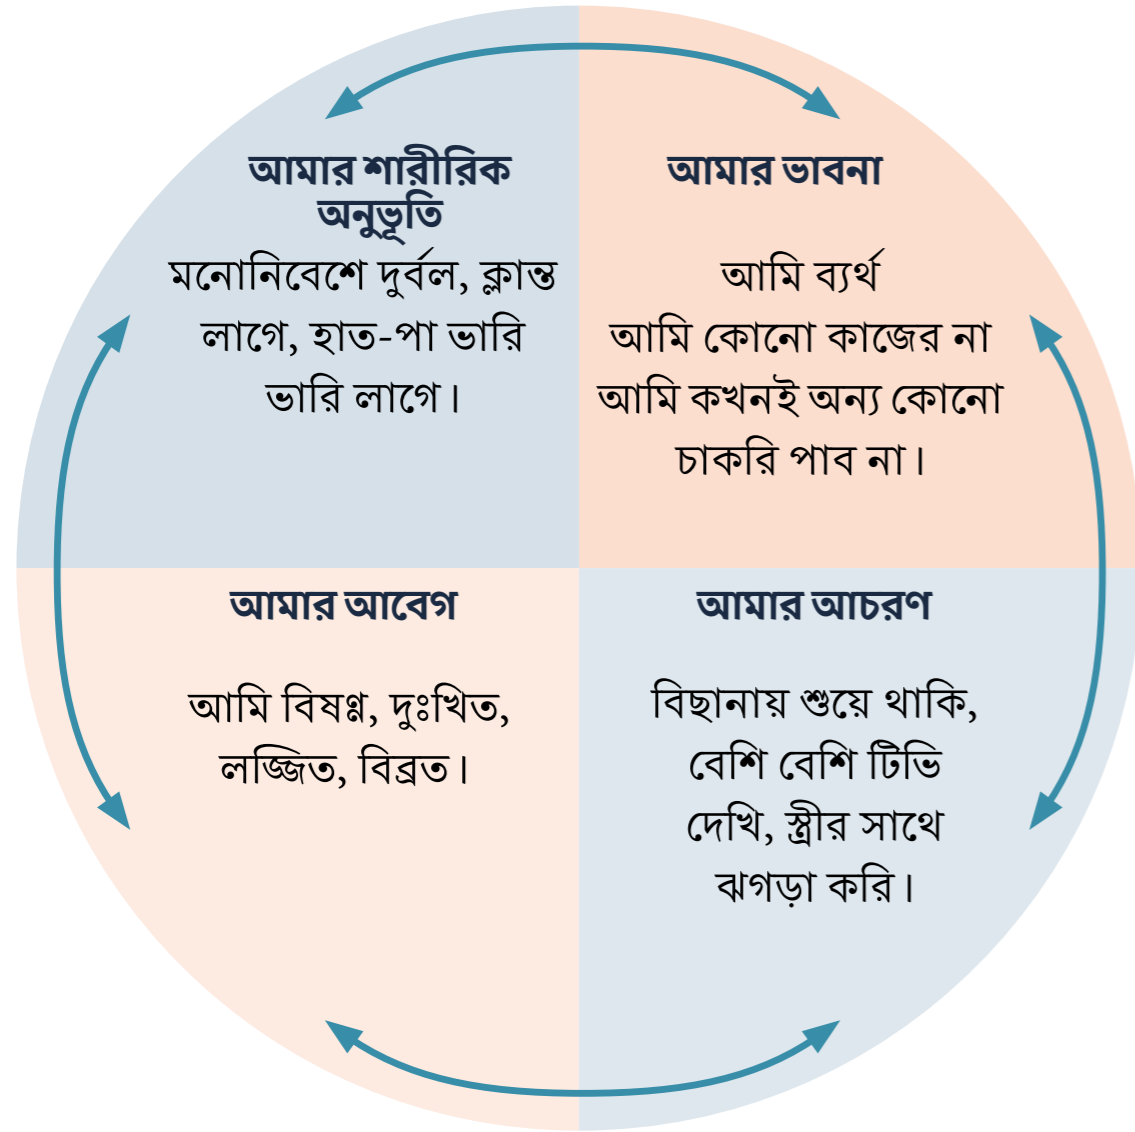 আমার শারীরিক
অনুভূতি
মনোনিবেশে দুর্বল, ক্লান্ত
লাগে, হাত-পা ভারি
ভারি লাগে।
আমার ভাবনা
আমি ব্যর্থ
আমি কোনো কাজের না
আমি কখনই অন্য কোনো
চাকরি পাব না।
আমার আবেগ
আমি বিষণ্ণ, দুঃখিত,
লজ্জিত, বিব্রত।
আমার আচরণ
বিছানায় শুয়ে থাকি,
বেশি বেশি টিভি
দেখি, স্ত্রীর সাথে
ঝগড়া করি।